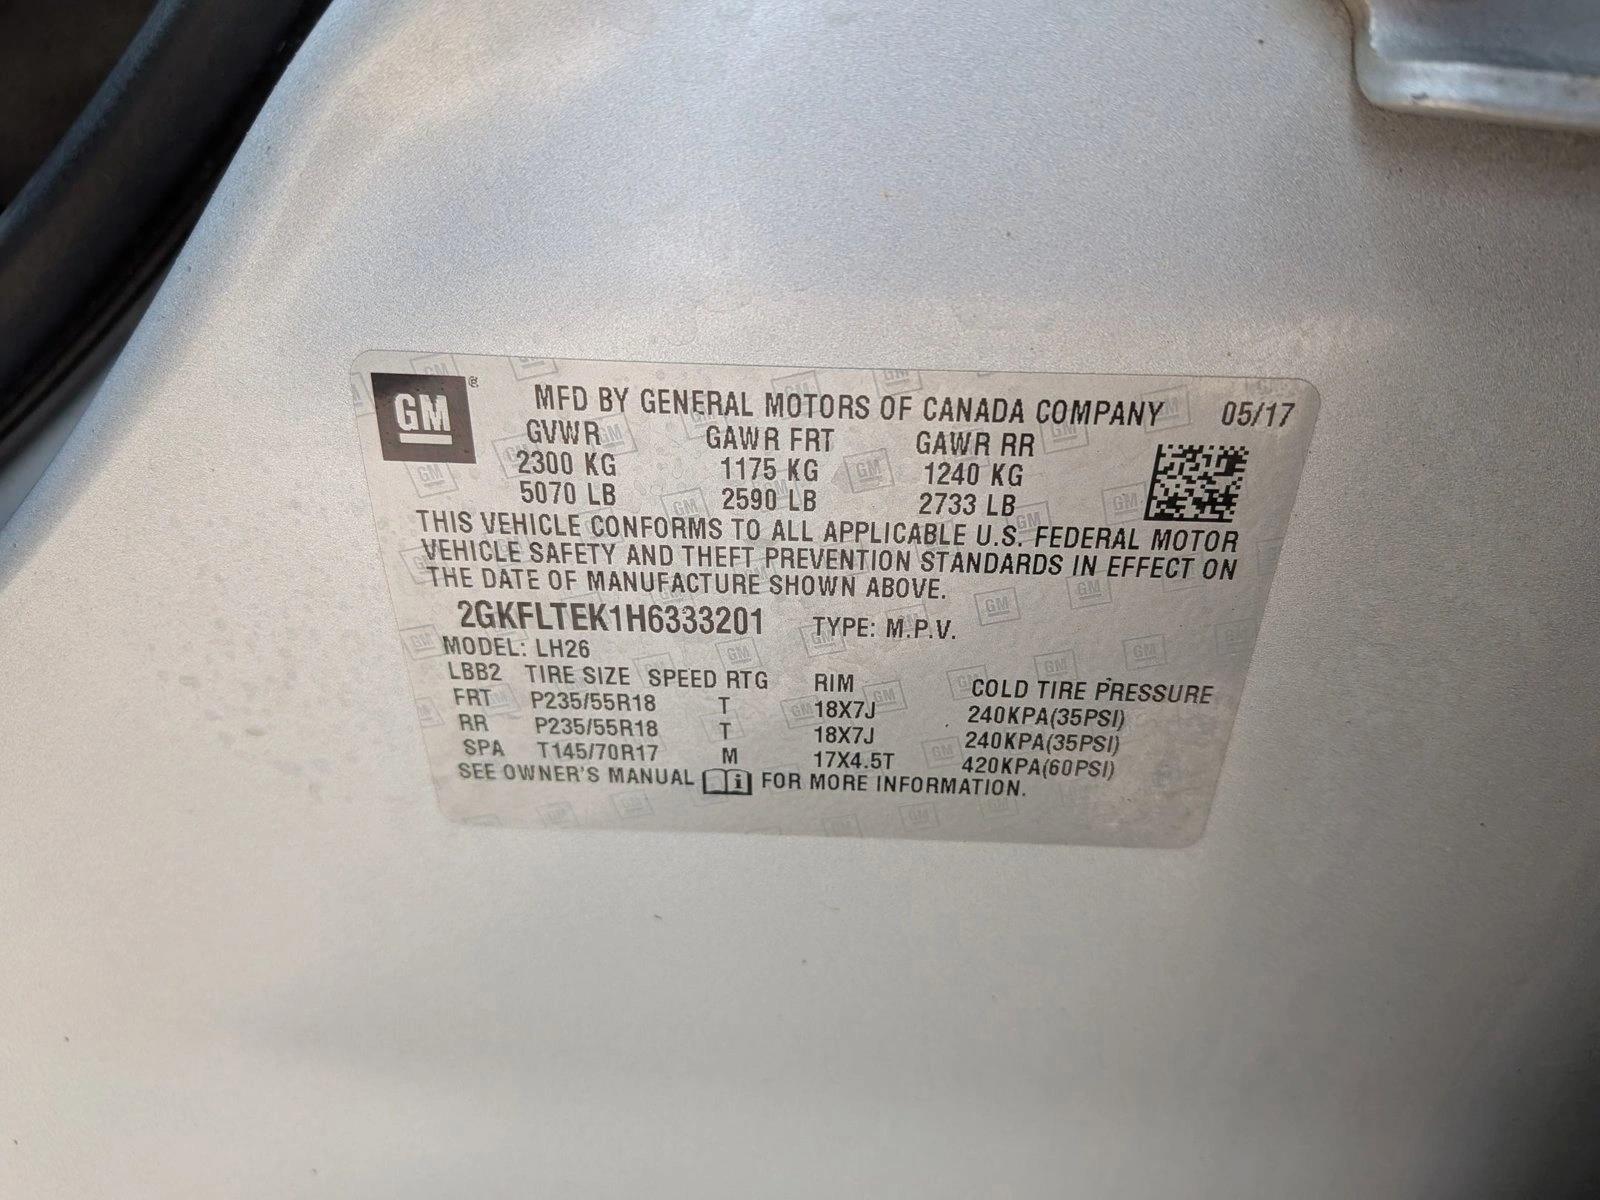 GM®
MFD BY GENERAL MOTORS OF CANADA COMPANY 05/17
GVWR GAWR FRT GAWR RR
2300 KG 1175 KG 1240 KG
5070 LB 2590 LB 2733 LB
THIS VEHICLE CONFORMS TO ALL APPLICABLE U.S. FEDERAL MOTOR
VEHICLE SAFETY AND THEFT PREVENTION STANDARDS IN EFFECT ON
THE DATE OF MANUFACTURE SHOWN ABOVE.
2GKFLTEK1H6333201 TYPE: M.P.V.
MODEL: LH26
LBB2 TIRE SIZE SPEED RTG RIM COLD TIRE PRESSURE
FRT P235/55R18 T 18X7J 240KPA(35PSI)
RR P235/55R18 T 18X7J 240KPA(35PSI)
SPA T145/70R17 M 17X4.5T 420KPA(60PSI)
SEE OWNER'S MANUAL i FOR MORE INFORMATION.